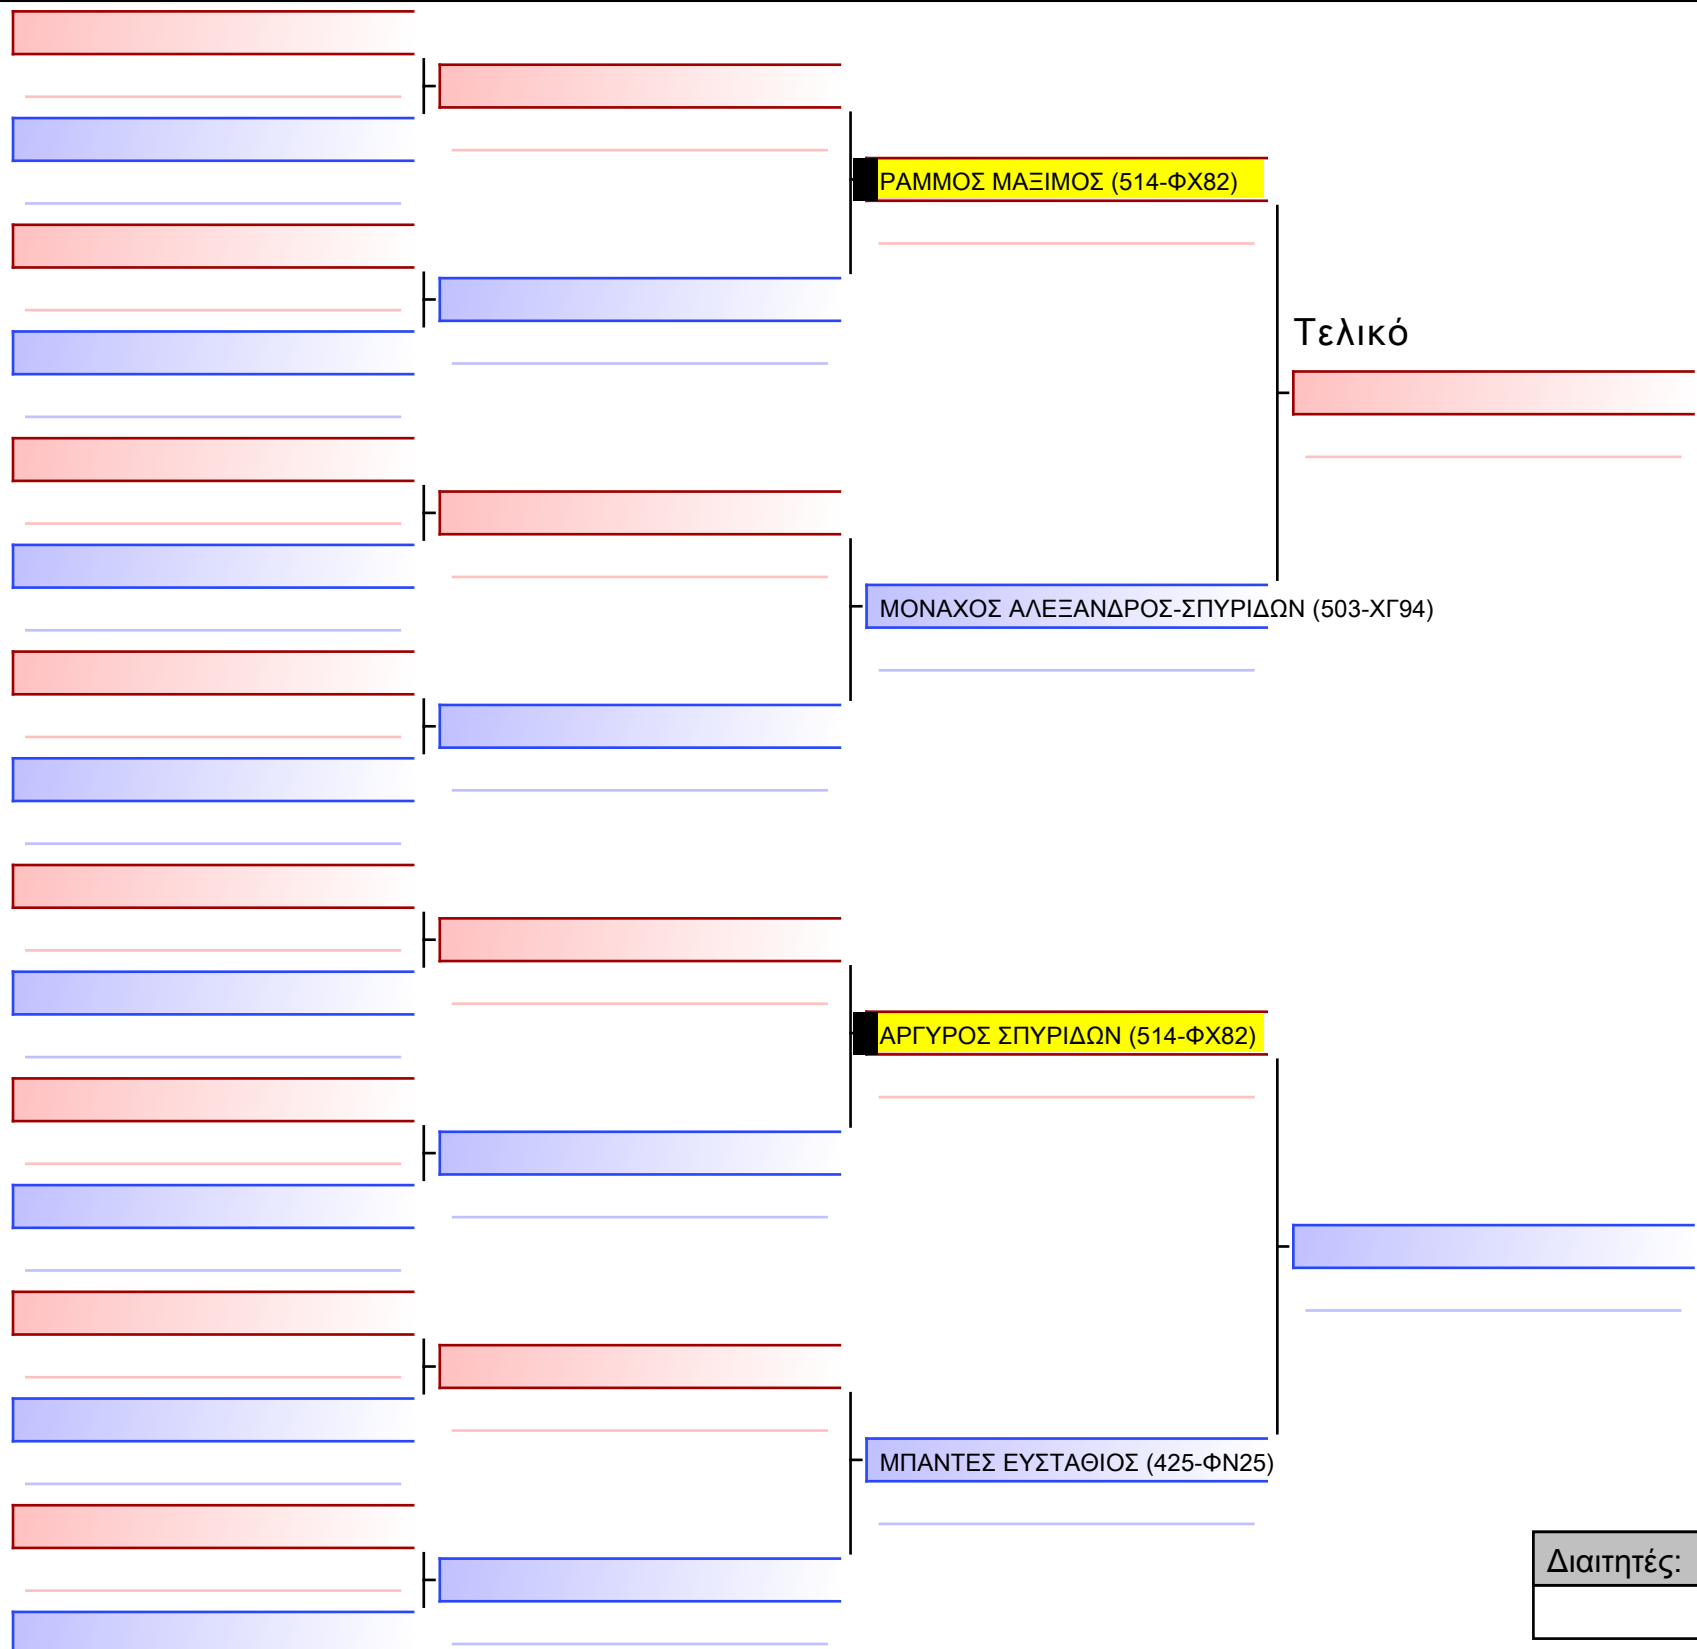 ΡΑΜΜΟΣ ΜΑΞΙΜΟΣ (514-ΦΧ82)
Τελικό
ΜΟΝΑΧΟΣ ΑΛΕΞΑΝΔΡΟΣ-ΣΠΥΡΙΔΩΝ (503-ΧΓ94)
ΑΡΓΥΡΟΣ ΣΠΥΡΙΔΩΝ (514-ΦΧ82)
ΜΠΑΝΤΕΣ ΕΥΣΤΑΘΙΟΣ (425-ΦΝ25)
Διαιτητές: